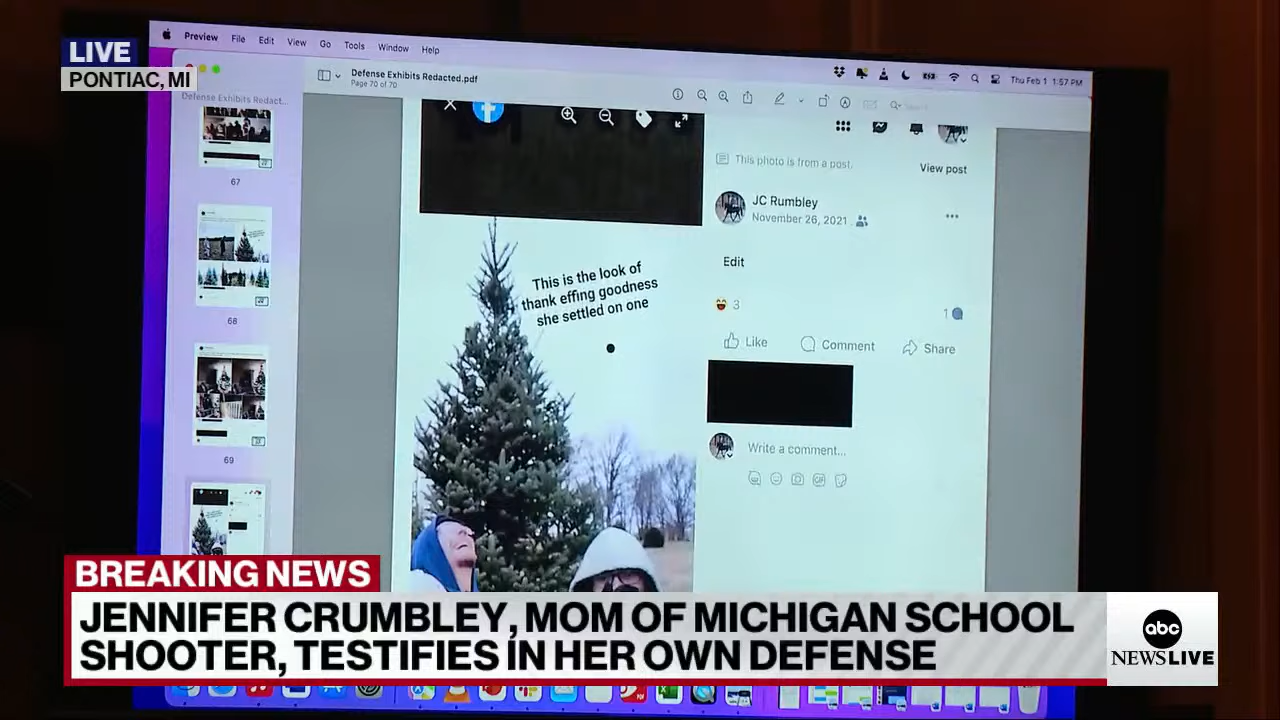 LIVE
PONTIAC, MI
Preview File Edit View Go Tools Window Help
Thu Feb 1 1:57 PM
Defense Exhibits Redacted.pdf
Page 70 of 70
Defense Exhibits Redact...
67
68
69
This photo is from a post.
View post
JC Rumbley
November 26, 2021
Edit
3
1
Like Comment Share
Write a comment...
GIF
This is the look of
thank effing goodness
she settled on one
BREAKING NEWS
JENNIFER CRUMBLEY, MOM OF MICHIGAN SCHOOL
SHOOTER, TESTIFIES IN HER OWN DEFENSE
abc
NEWS LIVE